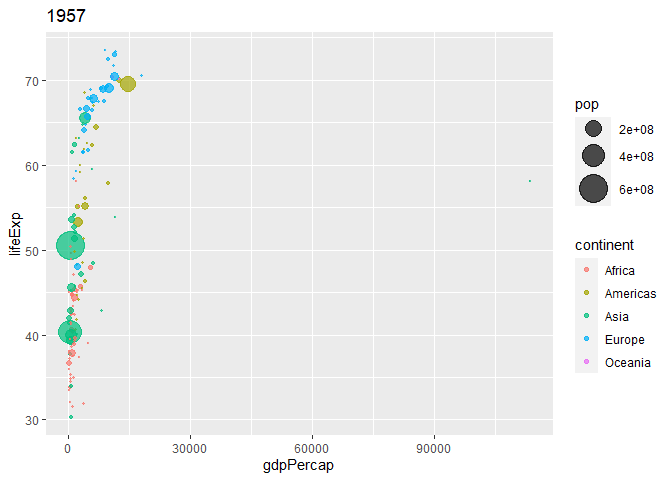 1957
lifeExp
70
60
50
40
30
0
30000
60000
90000
gdpPercap
pop
2e+08
4e+08
6e+08
continent
Africa
Americas
Asia
Europe
Oceania